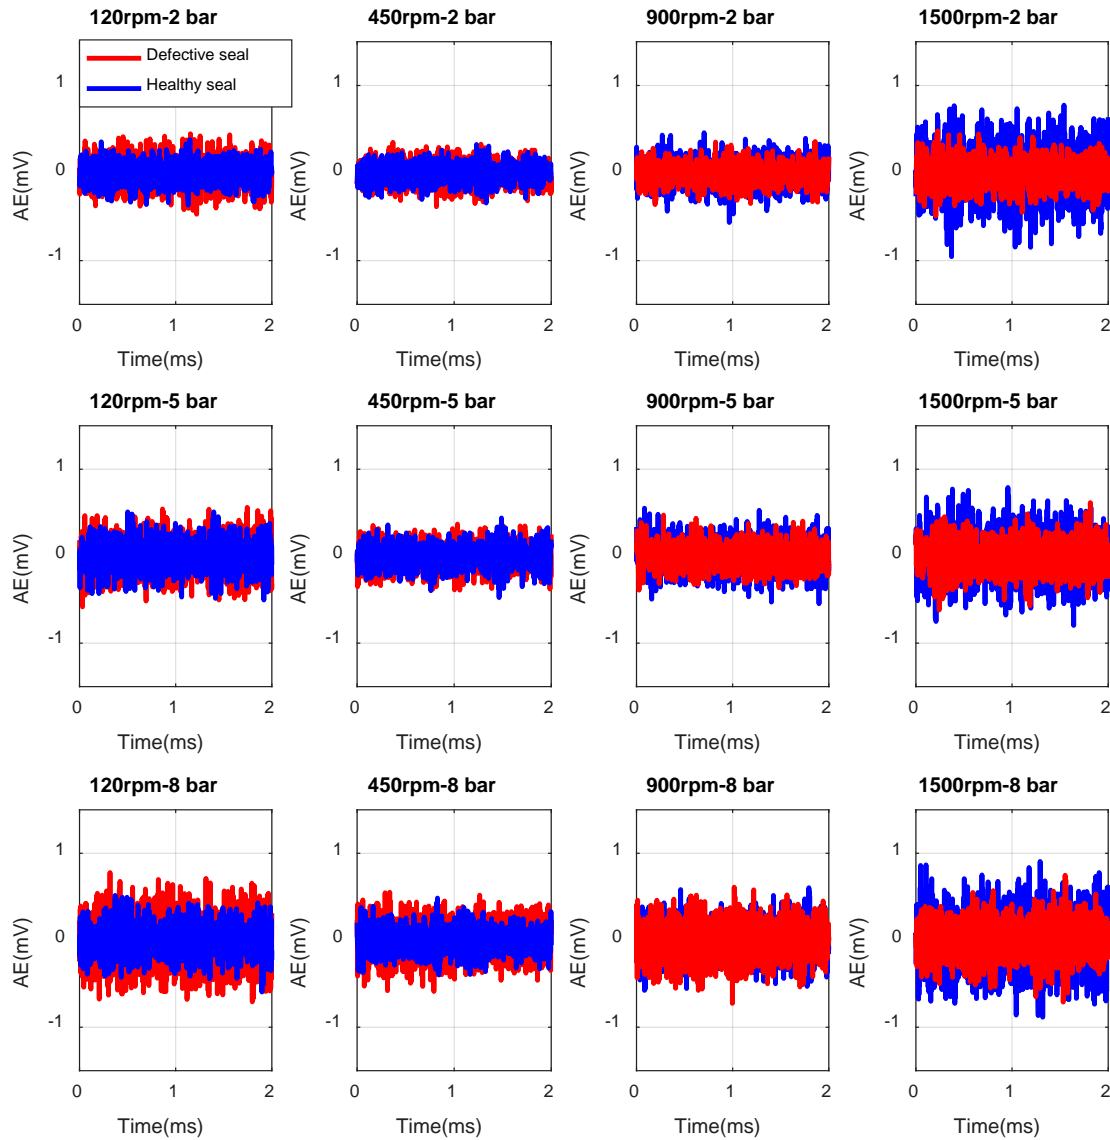 120rpm-2 bar 450rpm-2 bar 900rpm-2 bar 1500rpm-2 bar
Defective seal
Healthy seal
1 1 1 1
0 0 0 0
-1 -1 -1 -1
AE(mV) AE(mV) AE(mV) AE(mV)
0 1 2 0 1 2 0 1 2 0 1 2
Time(ms) Time(ms) Time(ms) Time(ms)
120rpm-5 bar 450rpm-5 bar 900rpm-5 bar 1500rpm-5 bar
1 1 1 1
0 0 0 0
-1 -1 -1 -1
AE(mV) AE(mV) AE(mV) AE(mV)
0 1 2 0 1 2 0 1 2 0 1 2
Time(ms) Time(ms) Time(ms) Time(ms)
120rpm-8 bar 450rpm-8 bar 900rpm-8 bar 1500rpm-8 bar
1 1 1 1
0 0 0 0
-1 -1 -1 -1
AE(mV) AE(mV) AE(mV) AE(mV)
0 1 2 0 1 2 0 1 2 0 1 2
Time(ms) Time(ms) Time(ms) Time(ms)